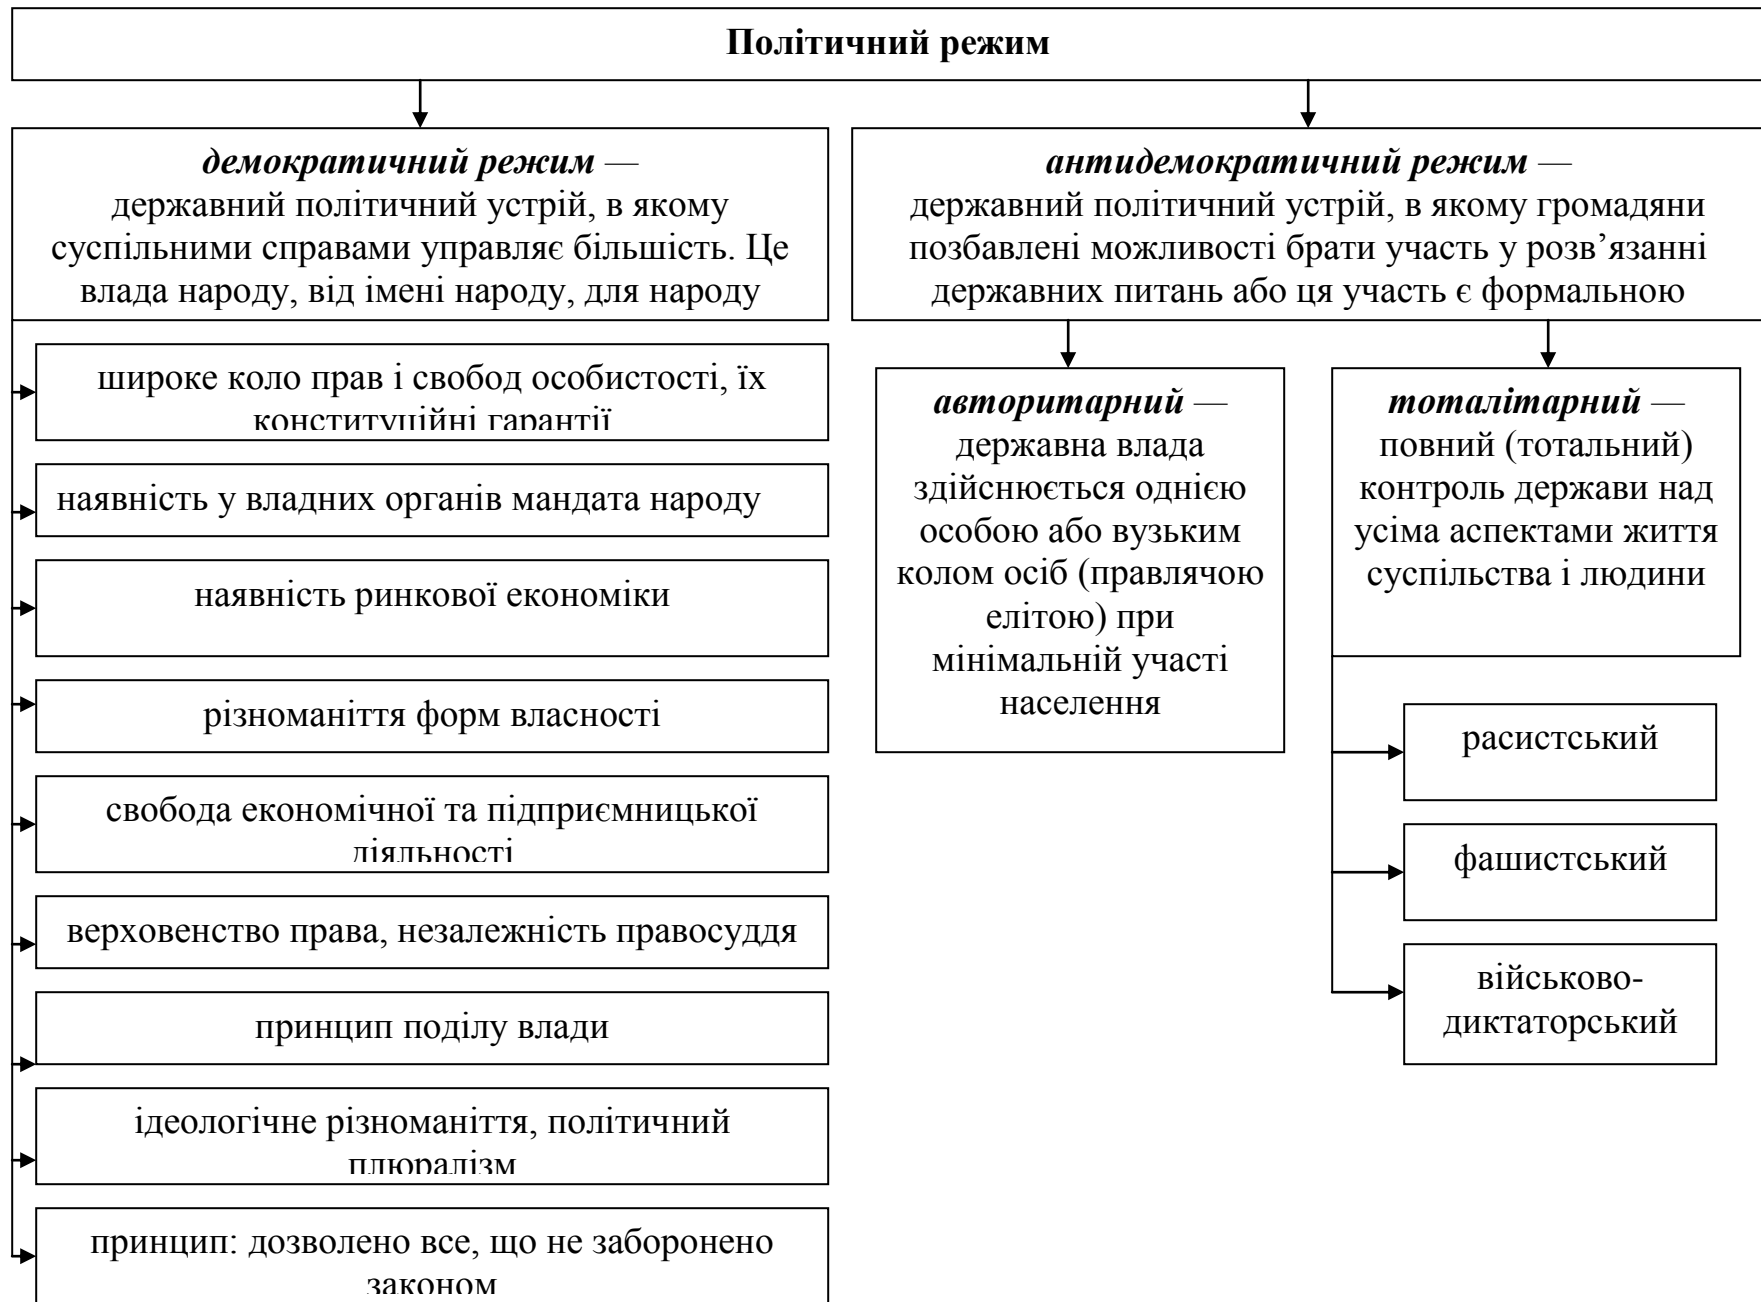 Політичний режим
демократичний режим —
державний політичний устрій, в якому
суспільними справами управляє більшість. Це
влада народу, від імені народу, для народу
широке коло прав і свобод особистості, їх
конституційні гарантії
наявність у владних органів мандата народу
наявність ринкової економіки
різноманіття форм власності
свобода економічної та підприємницької
діяльності
верховенство права, незалежність правосуддя
принцип поділу влади
ідеологічне різноманіття, політичний
плюралізм
принцип: дозволено все, що не заборонено
законом
антидемократичний режим —
державний політичний устрій, в якому громадяни
позбавлені можливості брати участь у розв’язанні
державних питань або ця участь є формальною
авторитарний —
державна влада
здійснюється однією
особою або вузьким
колом осіб (правлячою
елітою) при
мінімальній участі
населення
тоталітарний —
повний (тотальний)
контроль держави над
усіма аспектами життя
суспільства і людини
расистський
фашистський
військово-
диктаторський